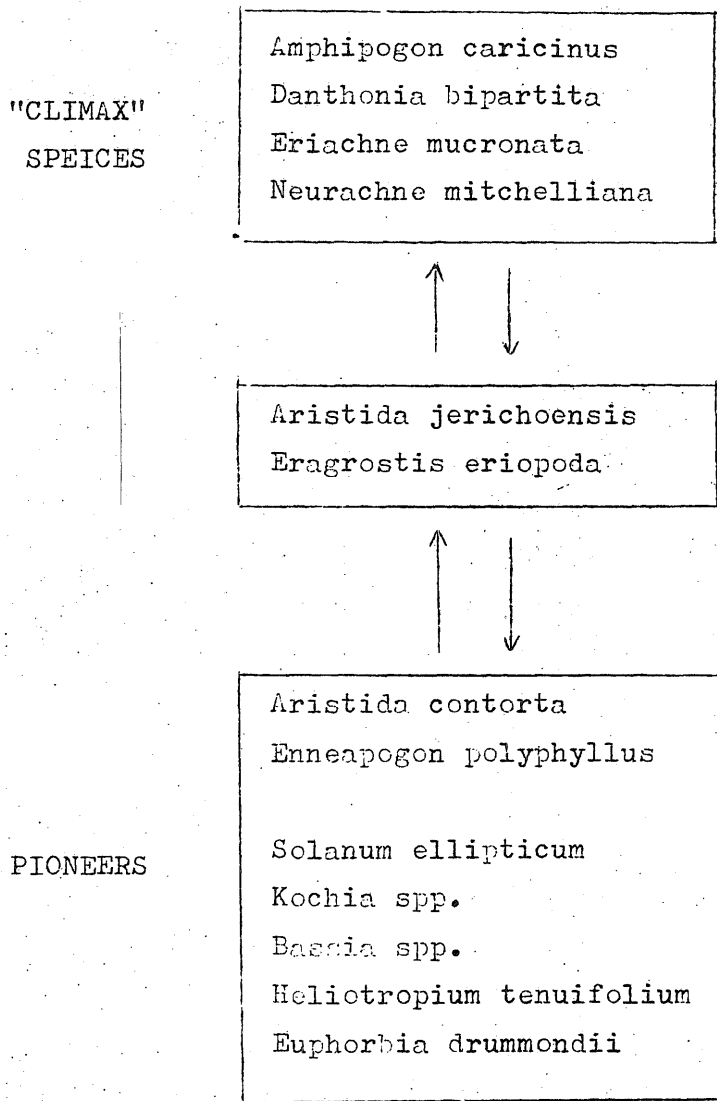 "CLIMAX"
SPEICES
Amphipogon caricinus
Danthonia bipartita
Eriachne mucronata
Neurachne mitchelliana
Aristida jerichoensis
Eragrostis eriopoda
PIONEERS
Aristida contorta
Enneapogon polyphyllus
Solanum ellipticum
Kochia spp.
Bassia spp.
Heliotropium tenuifolium
Euphorbia drummondii